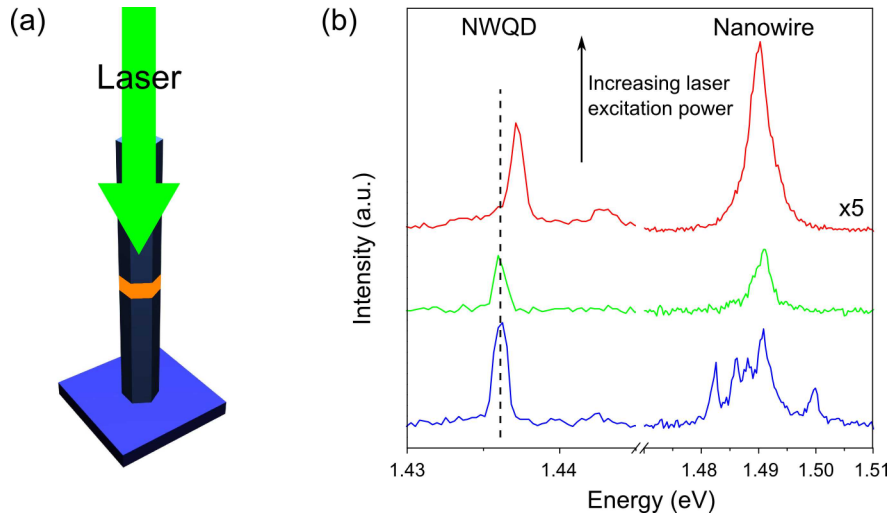 (a)
Laser
(b)
NWQD
Nanowire
Increasing laser
excitation power
x5
Intensity (a.u.)
1.43
1.44
1.48
1.49
1.50
1.51
Energy (eV)